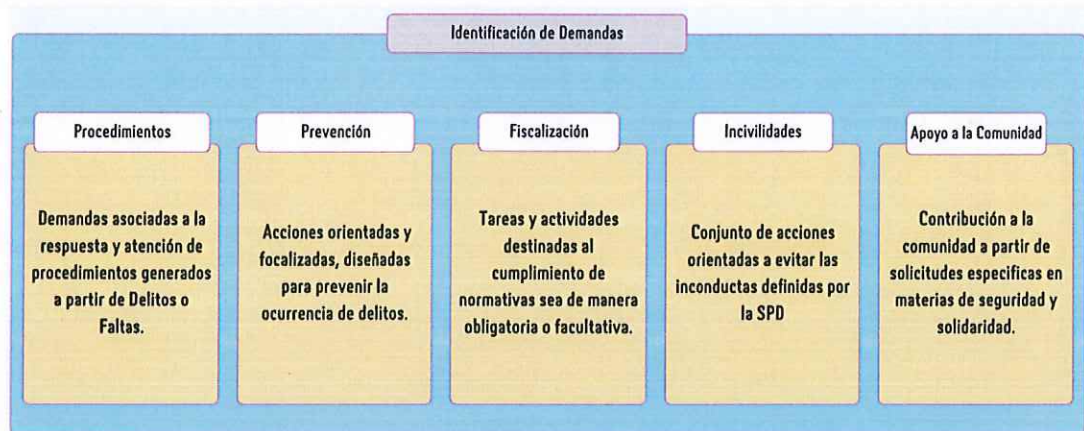 Identificación de Demandas
Procedimientos
Demandas asociadas a la
respuesta y atención de
procedimientos generados
a partir de Delitos o
Faltas.
Prevención
Acciones orientadas y
focalizadas, diseñadas
para prevenir la
ocurrencia de delitos.
Fiscalización
Tareas y actividades
destinadas al
cumplimiento de
normativas sea de manera
obligatoria o facultativa.
Incivilidades
Conjunto de acciones
orientadas a evitar las
inconductas definidas por
la SPD
Apoyo a la Comunidad
Contribución a la
comunidad a partir de
solicitudes especificas en
materias de seguridad y
solidaridad.